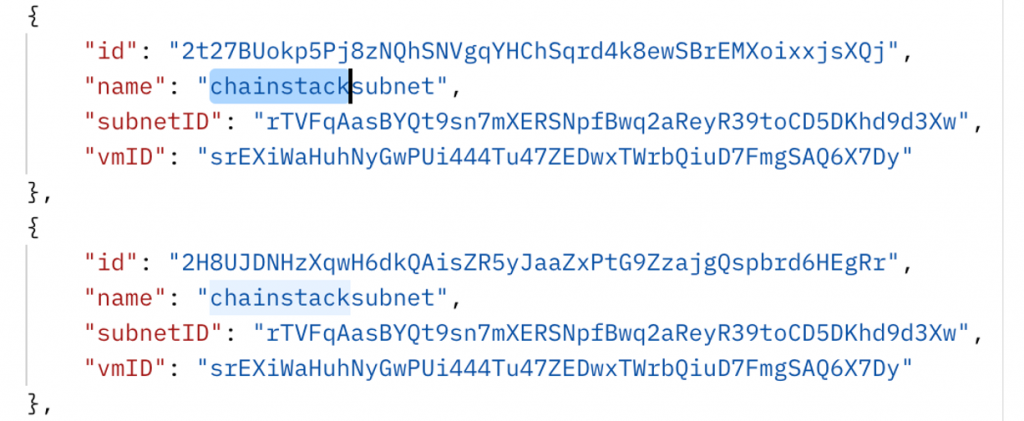 {
"id": "2t27BUokp5Pj8zNQhSNVgqYHChSqrd4k8ewSBrEMXoixxjsXQj",
"name": "chainstacksubnet",
"subnetID": "rTVFqAasBYQt9sn7mXERSNpfBwq2aReyR39toCD5DKhd9d3Xw",
"vmID": "srEXiWaHuhNyGwPUi444Tu47ZEDwxTWrbQiuD7FmgSAQ6X7Dy"
},
{
"id": "2H8UJDNHzXqwH6dkQAisZR5yJaaZxPtG9ZzajgQspbrd6HEgRr",
"name": "chainstacksubnet",
"subnetID": "rTVFqAasBYQt9sn7mXERSNpfBwq2aReyR39toCD5DKhd9d3Xw",
"vmID": "srEXiWaHuhNyGwPUi444Tu47ZEDwxTWrbQiuD7FmgSAQ6X7Dy"
},